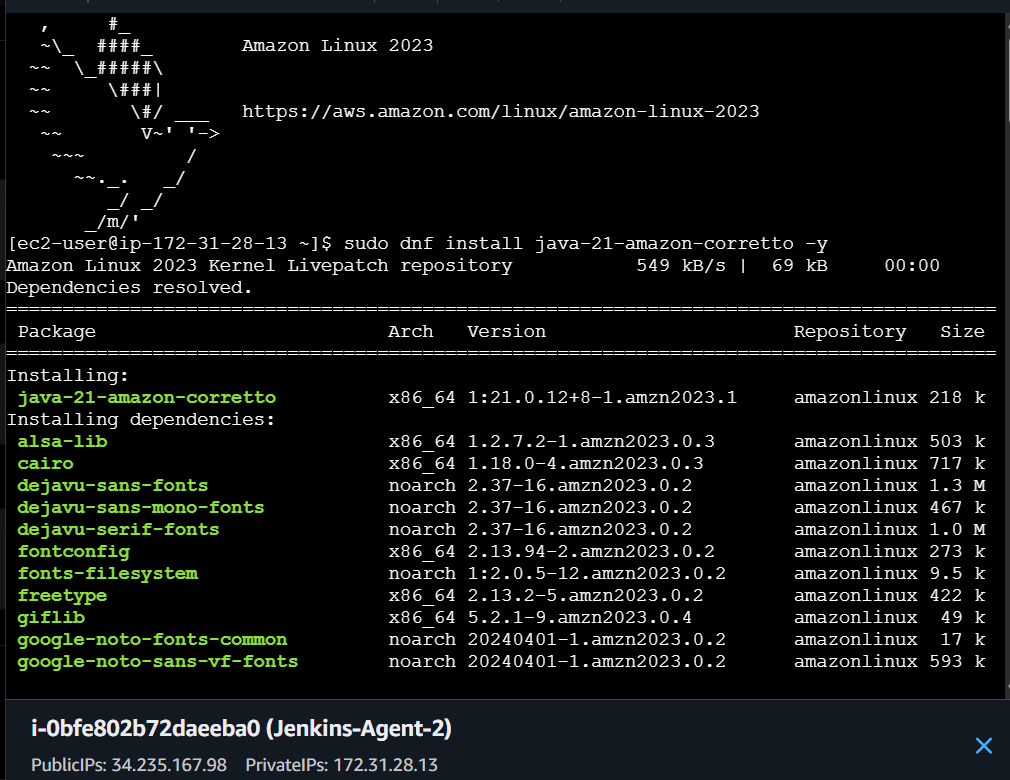 ,     #_
   ~\_  ####_        Amazon Linux 2023
  ~~  \_#####\
  ~~     \###|
  ~~       \#/ ___   https://aws.amazon.com/linux/amazon-linux-2023
   ~~       V~' '->
    ~~~         /
      ~~._.   _/
         _/ _/
       _/m/'
[ec2-user@ip-172-31-28-13 ~]$ sudo dnf install java-21-amazon-corretto -y
Amazon Linux 2023 Kernel Livepatch repository           549 kB/s |  69 kB     00:00
Dependencies resolved.
========================================================================================
 Package                          Arch   Version                      Repository   Size
========================================================================================
Installing:
 java-21-amazon-corretto          x86_64 1:21.0.12+8-1.amzn2023.1     amazonlinux 218 k
Installing dependencies:
 alsa-lib                         x86_64 1.2.7.2-1.amzn2023.0.3       amazonlinux 503 k
 cairo                            x86_64 1.18.0-4.amzn2023.0.3        amazonlinux 717 k
 dejavu-sans-fonts                noarch 2.37-16.amzn2023.0.2         amazonlinux 1.3 M
 dejavu-sans-mono-fonts           noarch 2.37-16.amzn2023.0.2         amazonlinux 467 k
 dejavu-serif-fonts               noarch 2.37-16.amzn2023.0.2         amazonlinux 1.0 M
 fontconfig                       x86_64 2.13.94-2.amzn2023.0.2       amazonlinux 273 k
 fonts-filesystem                 noarch 1:2.0.5-12.amzn2023.0.2      amazonlinux 9.5 k
 freetype                         x86_64 2.13.2-5.amzn2023.0.2        amazonlinux 422 k
 giflib                           x86_64 5.2.1-9.amzn2023.0.4         amazonlinux  49 k
 google-noto-fonts-common         noarch 20240401-1.amzn2023.0.2      amazonlinux  17 k
 google-noto-sans-vf-fonts        noarch 20240401-1.amzn2023.0.2      amazonlinux 593 k
i-0bfe802b72daeeba0 (Jenkins-Agent-2)
PublicIPs: 34.235.167.98    PrivateIPs: 172.31.28.13